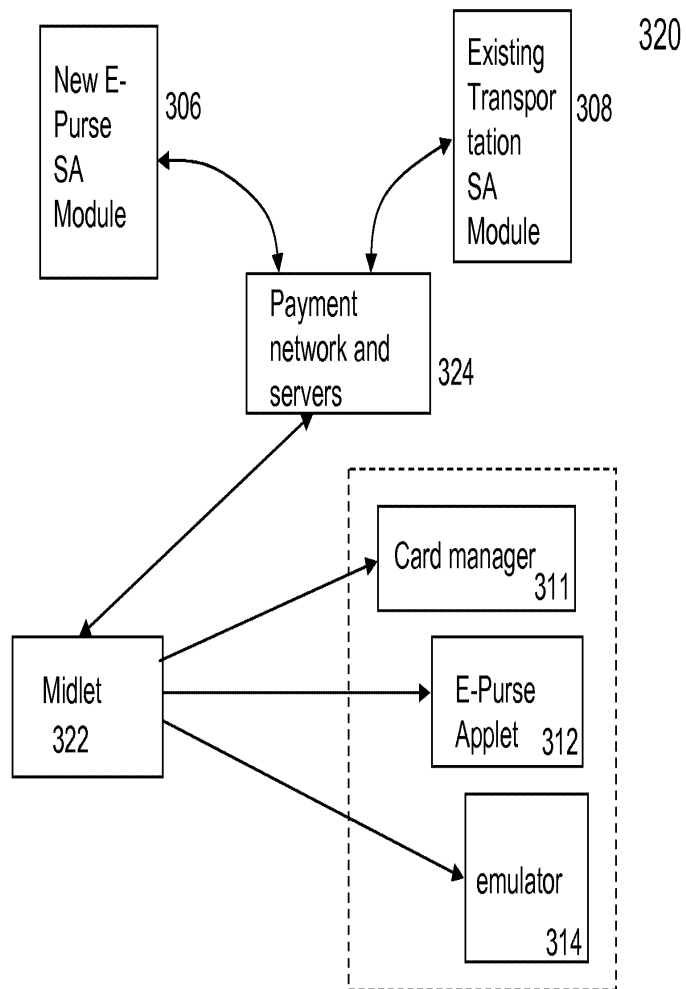 320
New E-
Purse
SA
Module
306
Existing
Transpor
tation
SA
Module
308
Payment
network and
servers
324
Card manager
311
Midlet
322
E-Purse
Applet
312
emulator
314